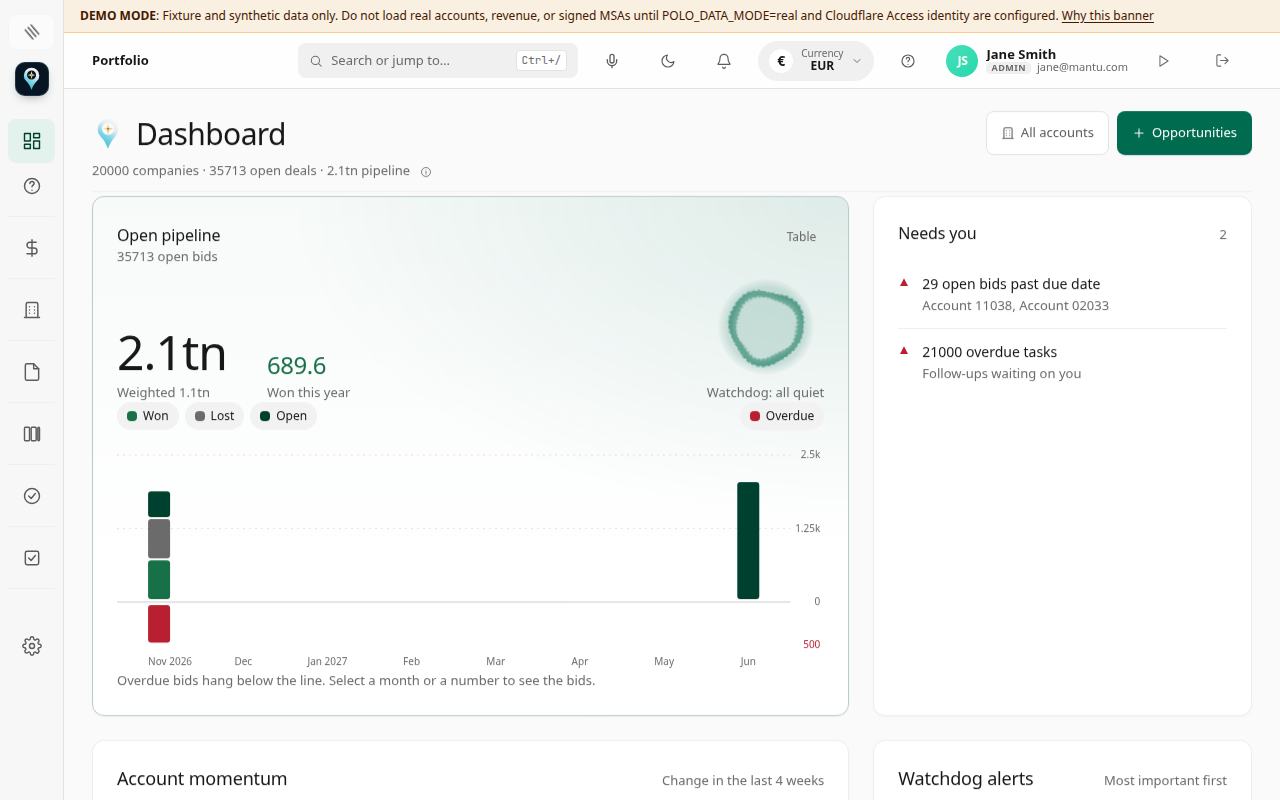 DEMO MODE: Fixture and synthetic data only. Do not load real accounts, revenue, or signed MSAs until POLO_DATA_MODE=real and Cloudflare Access identity are configured. Why this banner
Portfolio
Search or jump to...
Ctrl+/
€
Currency
EUR
JS
Jane Smith
ADMIN jane@mantu.com
Dashboard
All accounts
Opportunities
20000 companies · 35713 open deals · 2.1tn pipeline
Open pipeline
35713 open bids
Table
2.1tn
Weighted 1.1tn
689.6
Won this year
Watchdog: all quiet
Won
Lost
Open
Overdue
2.5k
1.25k
0
500
Nov 2026 Dec Jan 2027 Feb Mar Apr May Jun
Overdue bids hang below the line. Select a month or a number to see the bids.
Needs you
2
29 open bids past due date
Account 11038, Account 02033
21000 overdue tasks
Follow-ups waiting on you
Account momentum
Change in the last 4 weeks
Watchdog alerts
Most important first